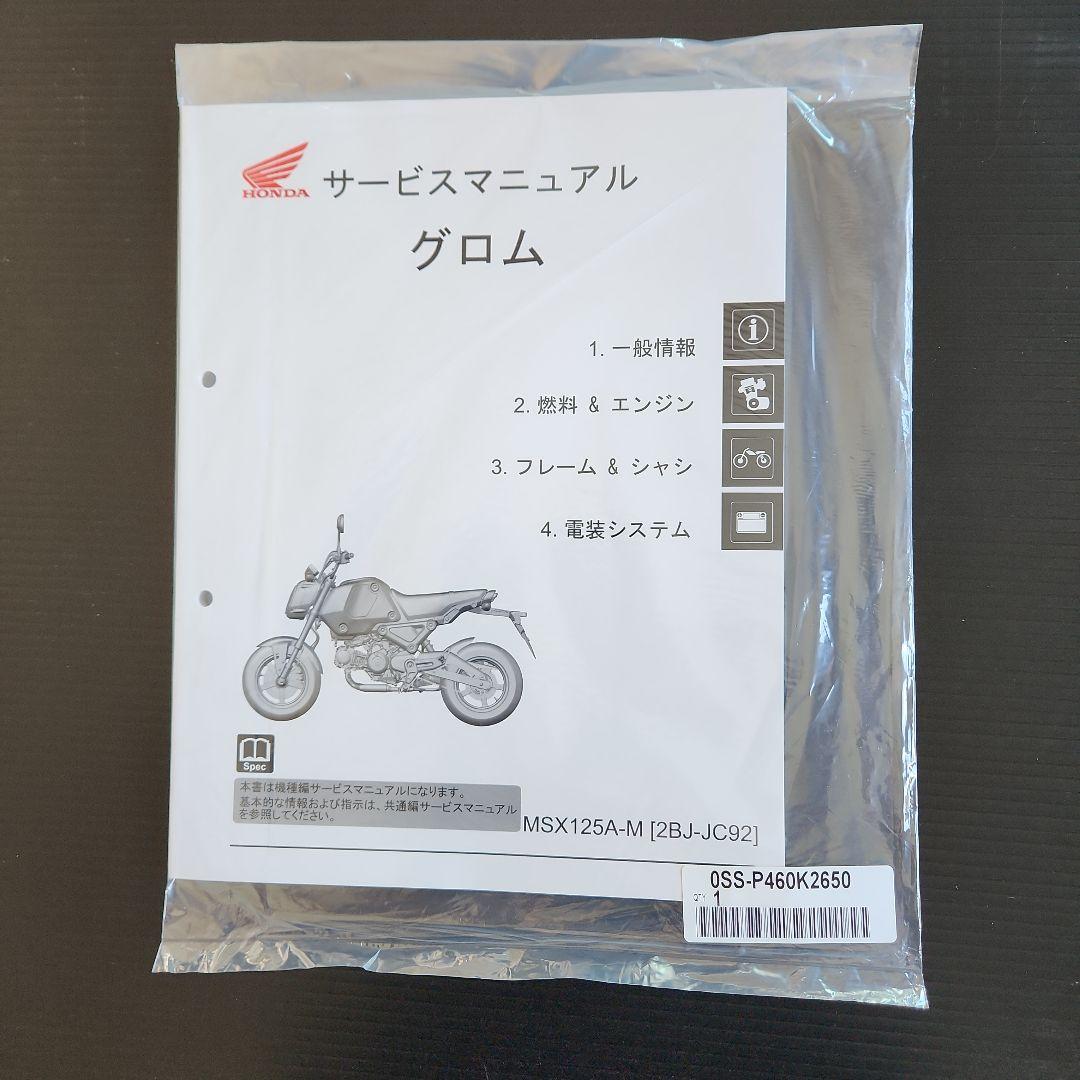 HONDA サービスマニュアル
グロム
1. 一般情報
2. 燃料 & エンジン
3. フレーム & シャシ
4. 電装システム
Spec
本書は機種編サービスマニュアルになります。
基本的な情報および指示は、共通編サービスマニュアル
を参照してください。
MSX125A-M [2BJ-JC92]
0SS-P460K2650
QTY 1